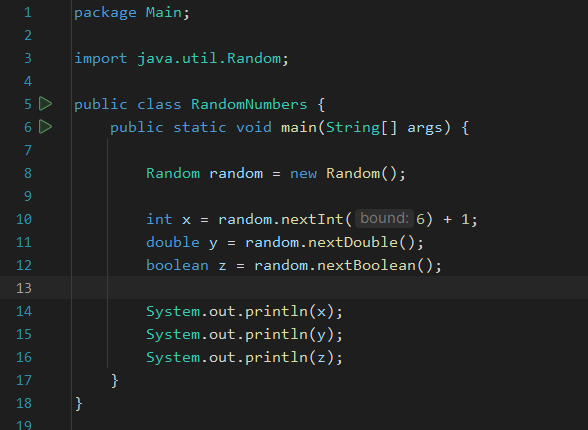 1 package Main;
2
3 import java.util.Random;
4
5 public class RandomNumbers {
6 public static void main(String[] args) {
7
8 Random random = new Random();
9
10 int x = random.nextInt( bound: 6) + 1;
11 double y = random.nextDouble();
12 boolean z = random.nextBoolean();
13
14 System.out.println(x);
15 System.out.println(y);
16 System.out.println(z);
17 }
18 }
19